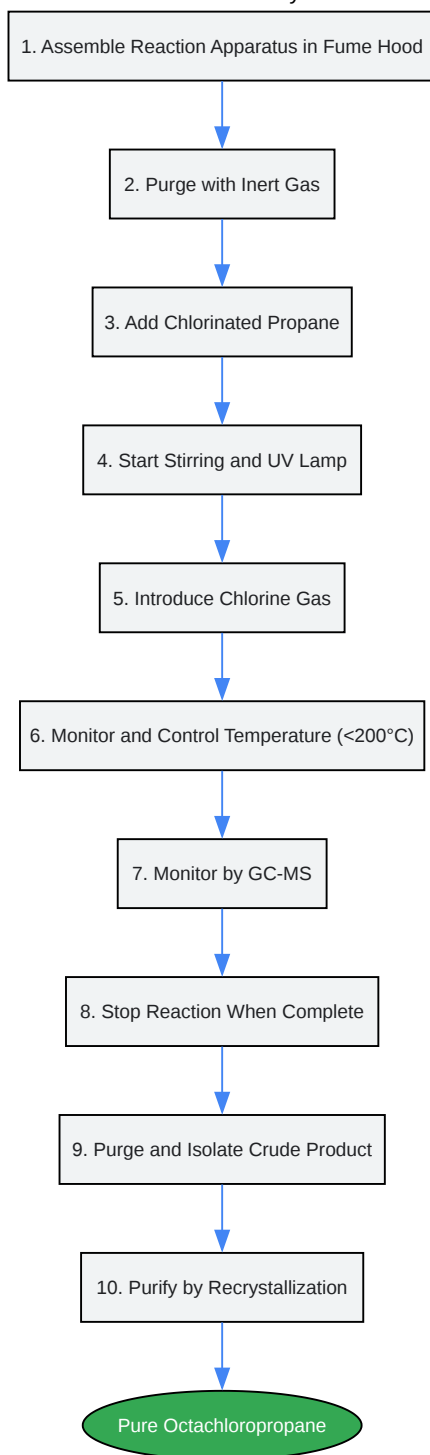 1. Assemble Reaction Apparatus in Fume Hood
2. Purge with Inert Gas
3. Add Chlorinated Propane
4. Start Stirring and UV Lamp
5. Introduce Chlorine Gas
6. Monitor and Control Temperature (<200°C)
7. Monitor by GC-MS
8. Stop Reaction When Complete
9. Purge and Isolate Crude Product
10. Purify by Recrystallization
Pure Octachloropropane